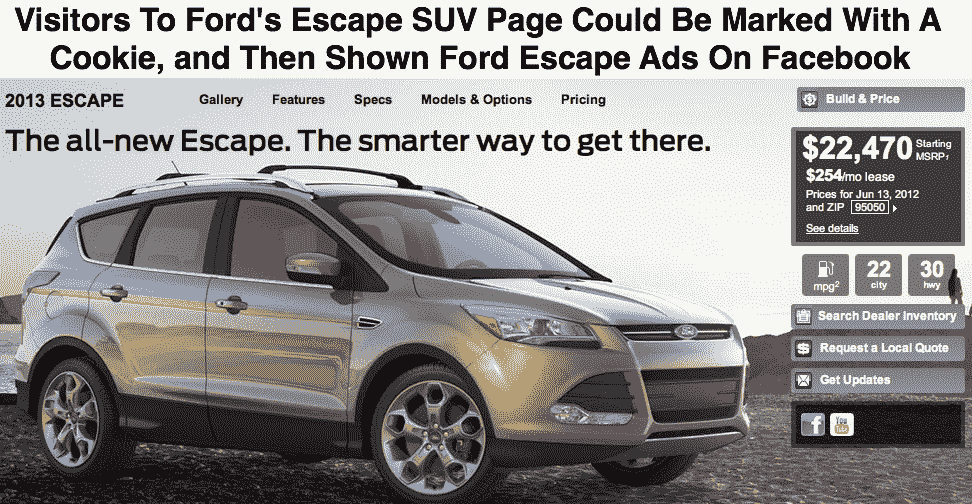 Visitors To Ford's Escape SUV Page Could Be Marked With A
Cookie, and Then Shown Ford Escape Ads On Facebook
2013 ESCAPE
Gallery
Features
Specs
Models & Options
Pricing
Build & Price
The all-new Escape. The smarter way to get there.
$22,470 Starting MSRP1
$254/mo lease
Prices for Jun 13, 2012
and ZIP 95050
See details
mpg2
22
city
30
hwy
Search Dealer Inventory
Request a Local Quote
Get Updates
You
Tube
Ford